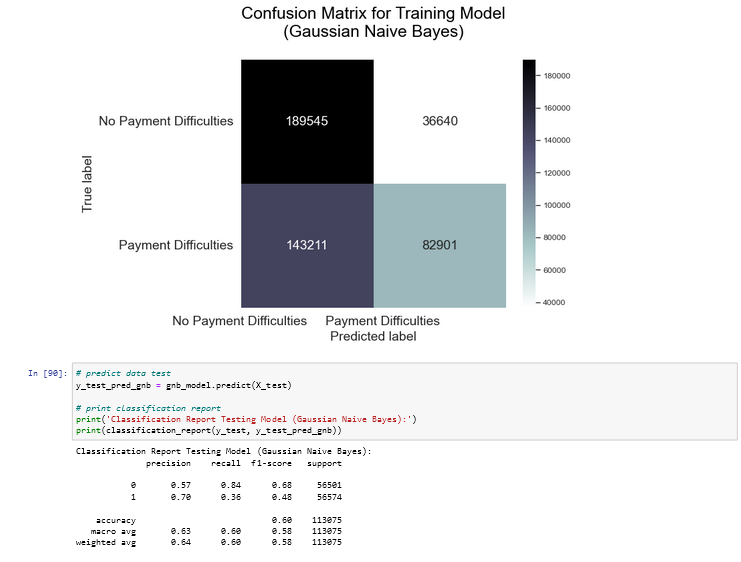 Confusion Matrix for Training Model
(Gaussian Naive Bayes)
No Payment Difficulties
189545
36640
Payment Difficulties
143211
82901
True label
No Payment Difficulties Payment Difficulties
Predicted label
180000
160000
140000
120000
100000
80000
60000
40000
In [90]: # predict data test
y_test_pred_gnb = gnb_model.predict(X_test)
# print classification report
print('Classification Report Testing Model (Gaussian Naive Bayes):')
print(classification_report(y_test, y_test_pred_gnb))
Classification Report Testing Model (Gaussian Naive Bayes):
precision recall f1-score support
0 0.57 0.84 0.68 56501
1 0.70 0.36 0.48 56574
accuracy 0.60 113075
macro avg 0.63 0.60 0.58 113075
weighted avg 0.64 0.60 0.58 113075